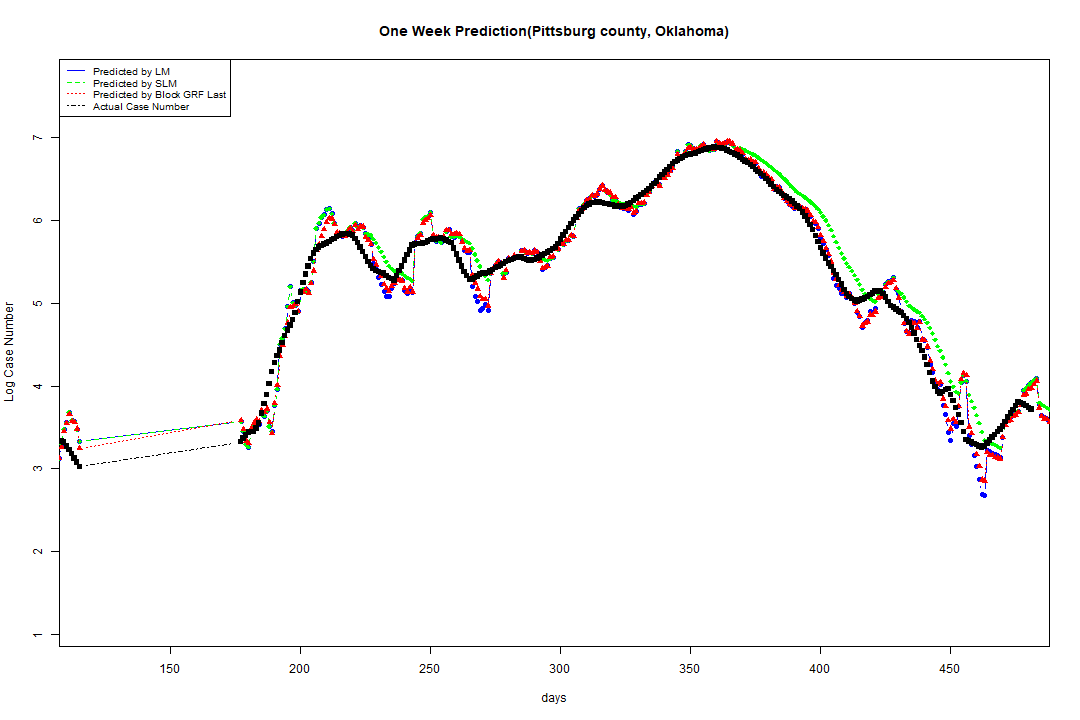 One Week Prediction(Pittsburg county, Oklahoma)
Predicted by LM
Predicted by SLM
Predicted by Block GRF Last
Actual Case Number
7
6
5
4
3
2
1
Log Case Number
150 200 250 300 350 400 450
days